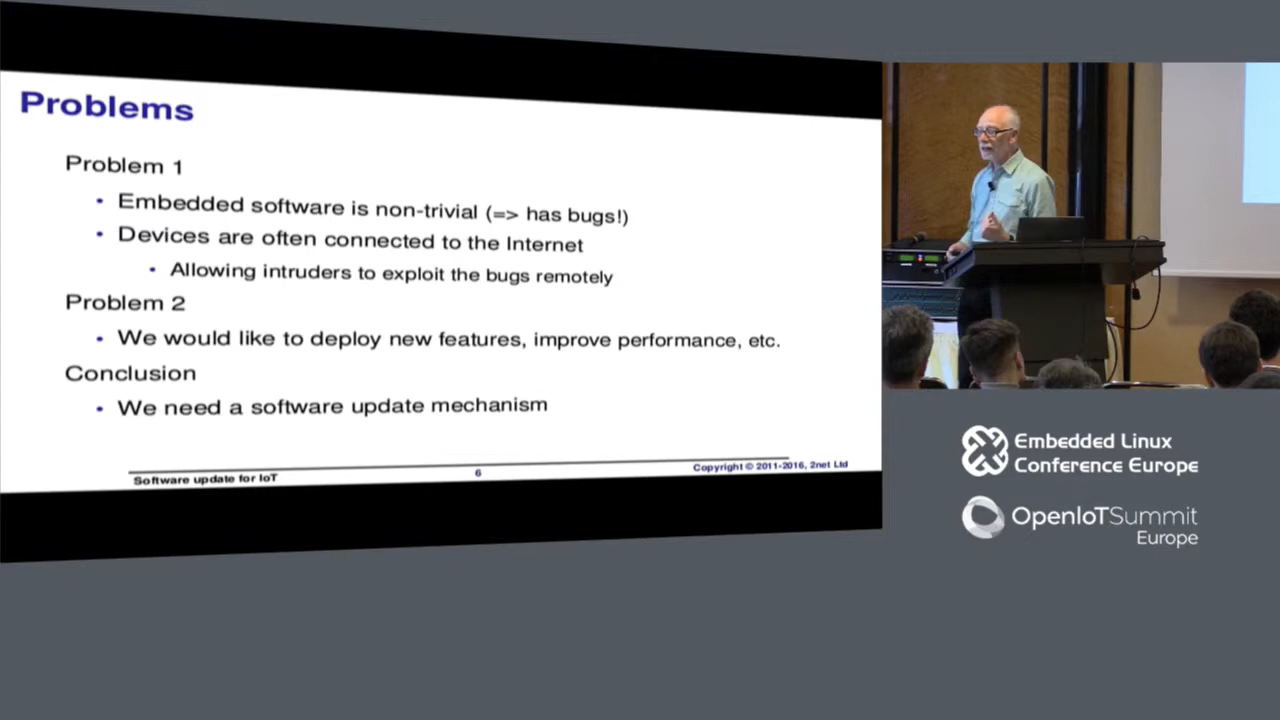 Problems
Problem 1
• Embedded software is non-trivial (=> has bugs!)
• Devices are often connected to the Internet
• Allowing intruders to exploit the bugs remotely
Problem 2
• We would like to deploy new features, improve performance, etc.
Conclusion
• We need a software update mechanism
Software update for IoT
6
Copyright © 2011-2016, 2net Ltd
Embedded Linux
Conference Europe
OpenIoTSummit
Europe